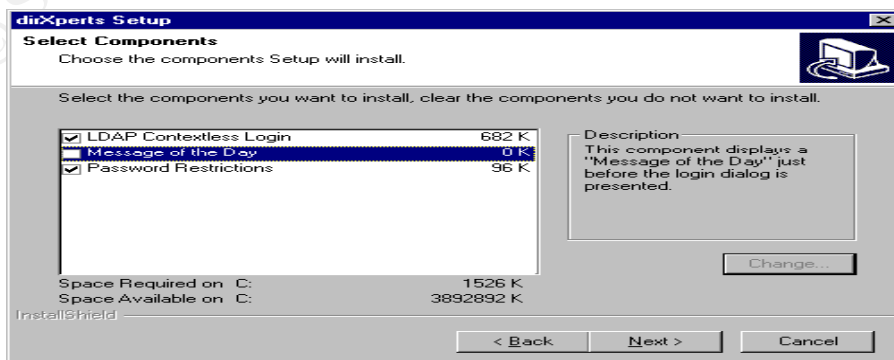 dirXperts Setup
Select Components
Choose the components Setup will install.
Select the components you want to install, clear the components you do not want to install.
LDAP Contextless Login 682 K
Message of the Day 0 K
Password Restrictions 96 K
Description
This component displays a
"Message of the Day" just
before the login dialog is
presented.
Change...
Space Required on C: 1526 K
Space Available on C: 3892892 K
InstallShield
< Back
Next >
Cancel